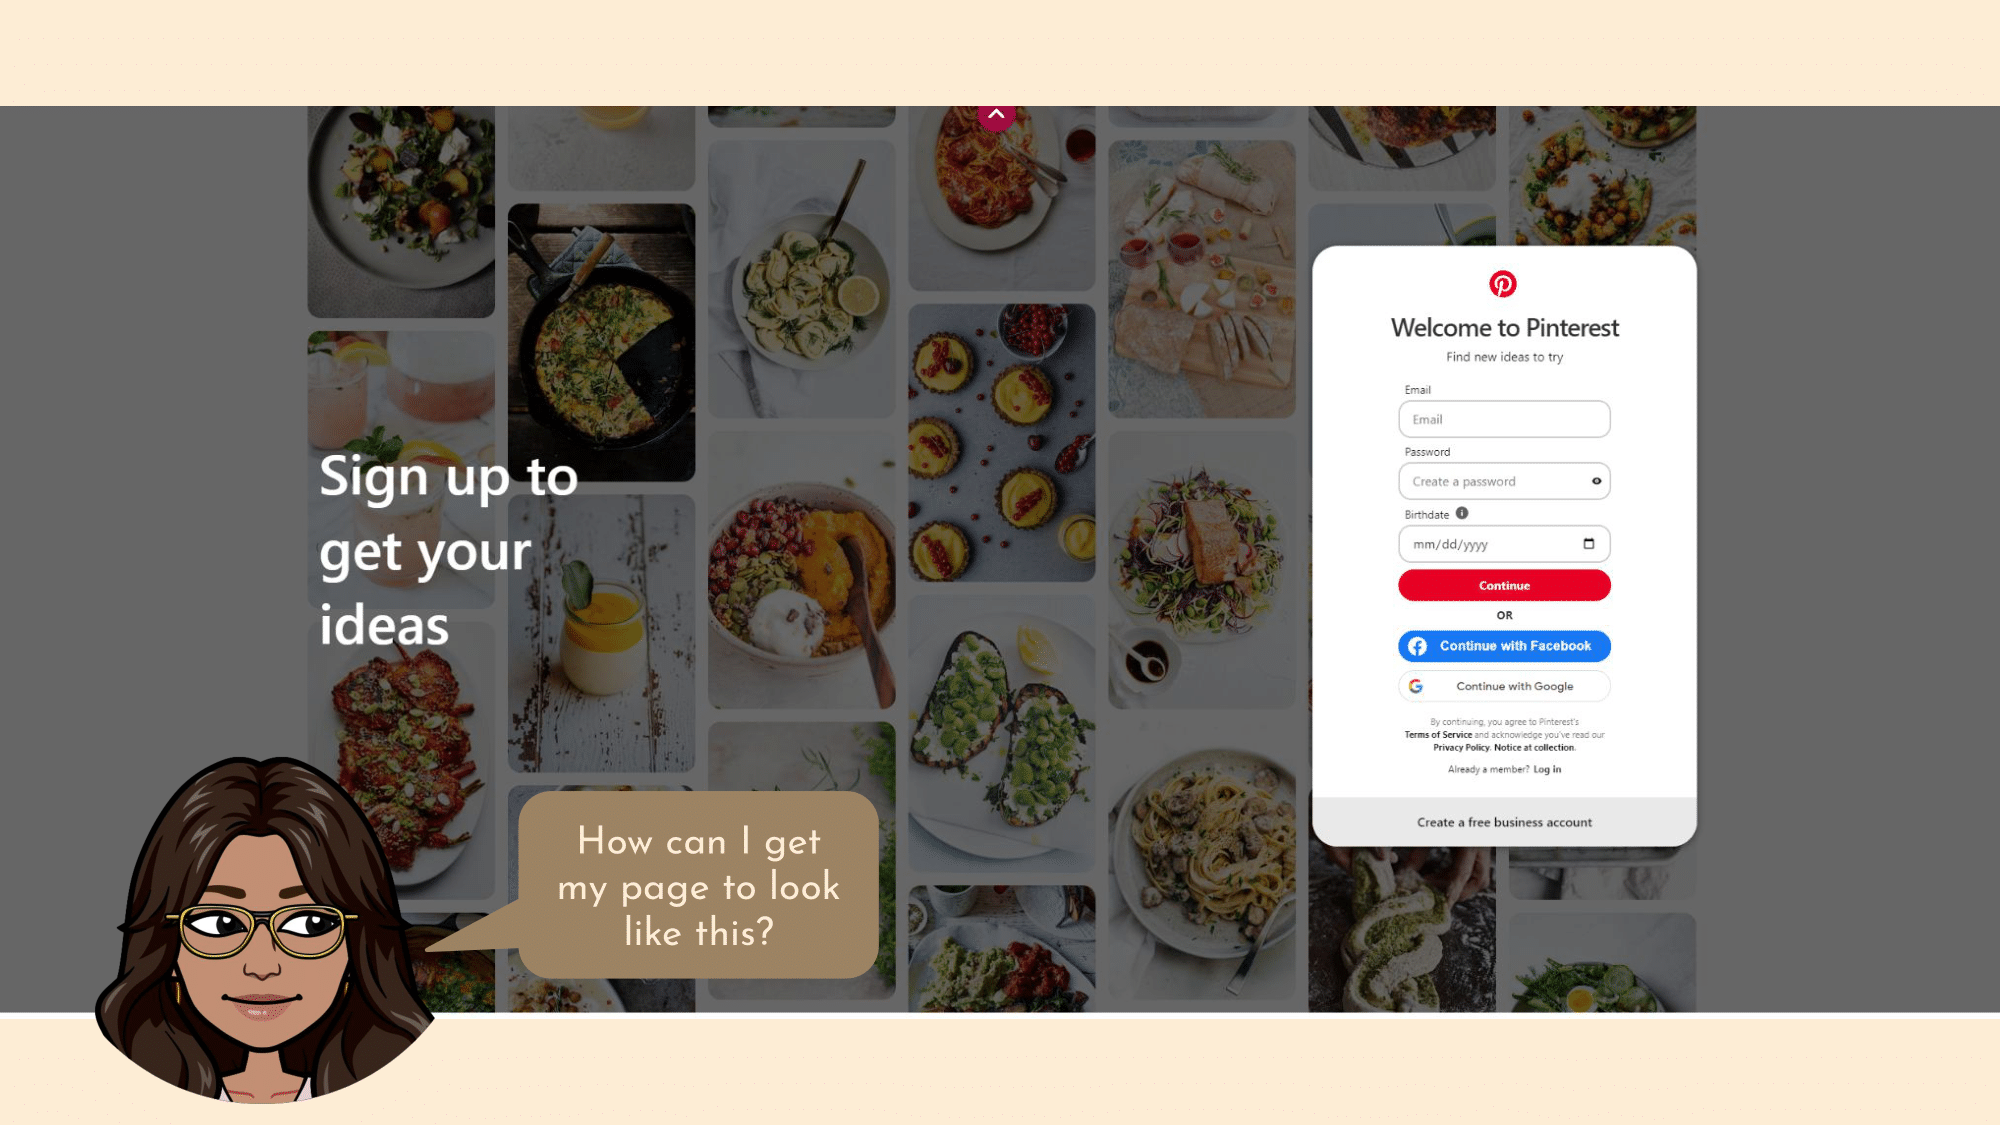 Sign up to
get your
ideas
How can I get
my page to look
like this?
Welcome to Pinterest
Find new ideas to try
Email
Email
Password
Create a password
Birthdate
mm/dd/yyyy
Continue
OR
Continue with Facebook
Continue with Google
By continuing, you agree to Pinterest's
Terms of Service and acknowledge you've read our
Privacy Policy. Notice at collection.
Already a member? Log in
Create a free business account